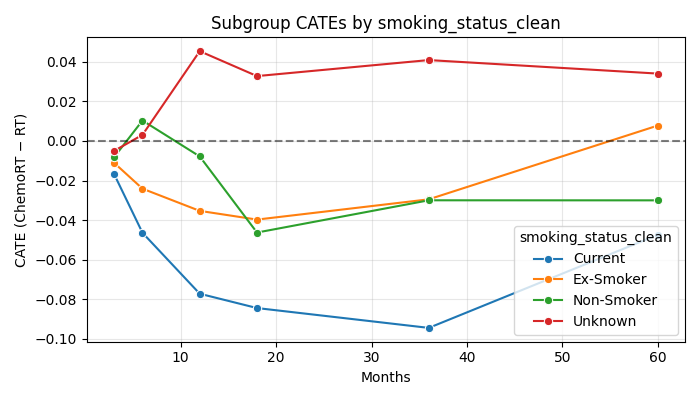 Subgroup CATEs by smoking_status_clean
CATE (ChemoRT − RT)
0.04
0.02
0.00
−0.02
−0.04
−0.06
−0.08
−0.10
smoking_status_clean
Current
Ex-Smoker
Non-Smoker
Unknown
10
20
30
40
50
60
Months